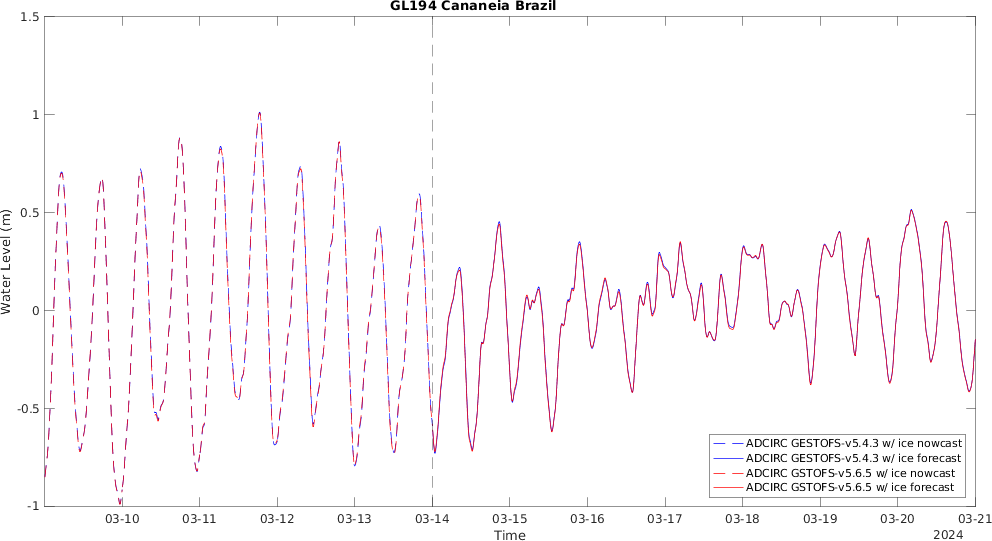 GL194 Cananeia Brazil
1.5
1
0.5
0
-0.5
-1
Water Level (m)
03-10 03-11 03-12 03-13 03-14 03-15 03-16 03-17 03-18 03-19 03-20 03-21
Time
2024
ADCIRC GESTOFS-v5.4.3 w/ ice nowcast
ADCIRC GESTOFS-v5.4.3 w/ ice forecast
ADCIRC GSTOFS-v5.6.5 w/ ice nowcast
ADCIRC GSTOFS-v5.6.5 w/ ice forecast